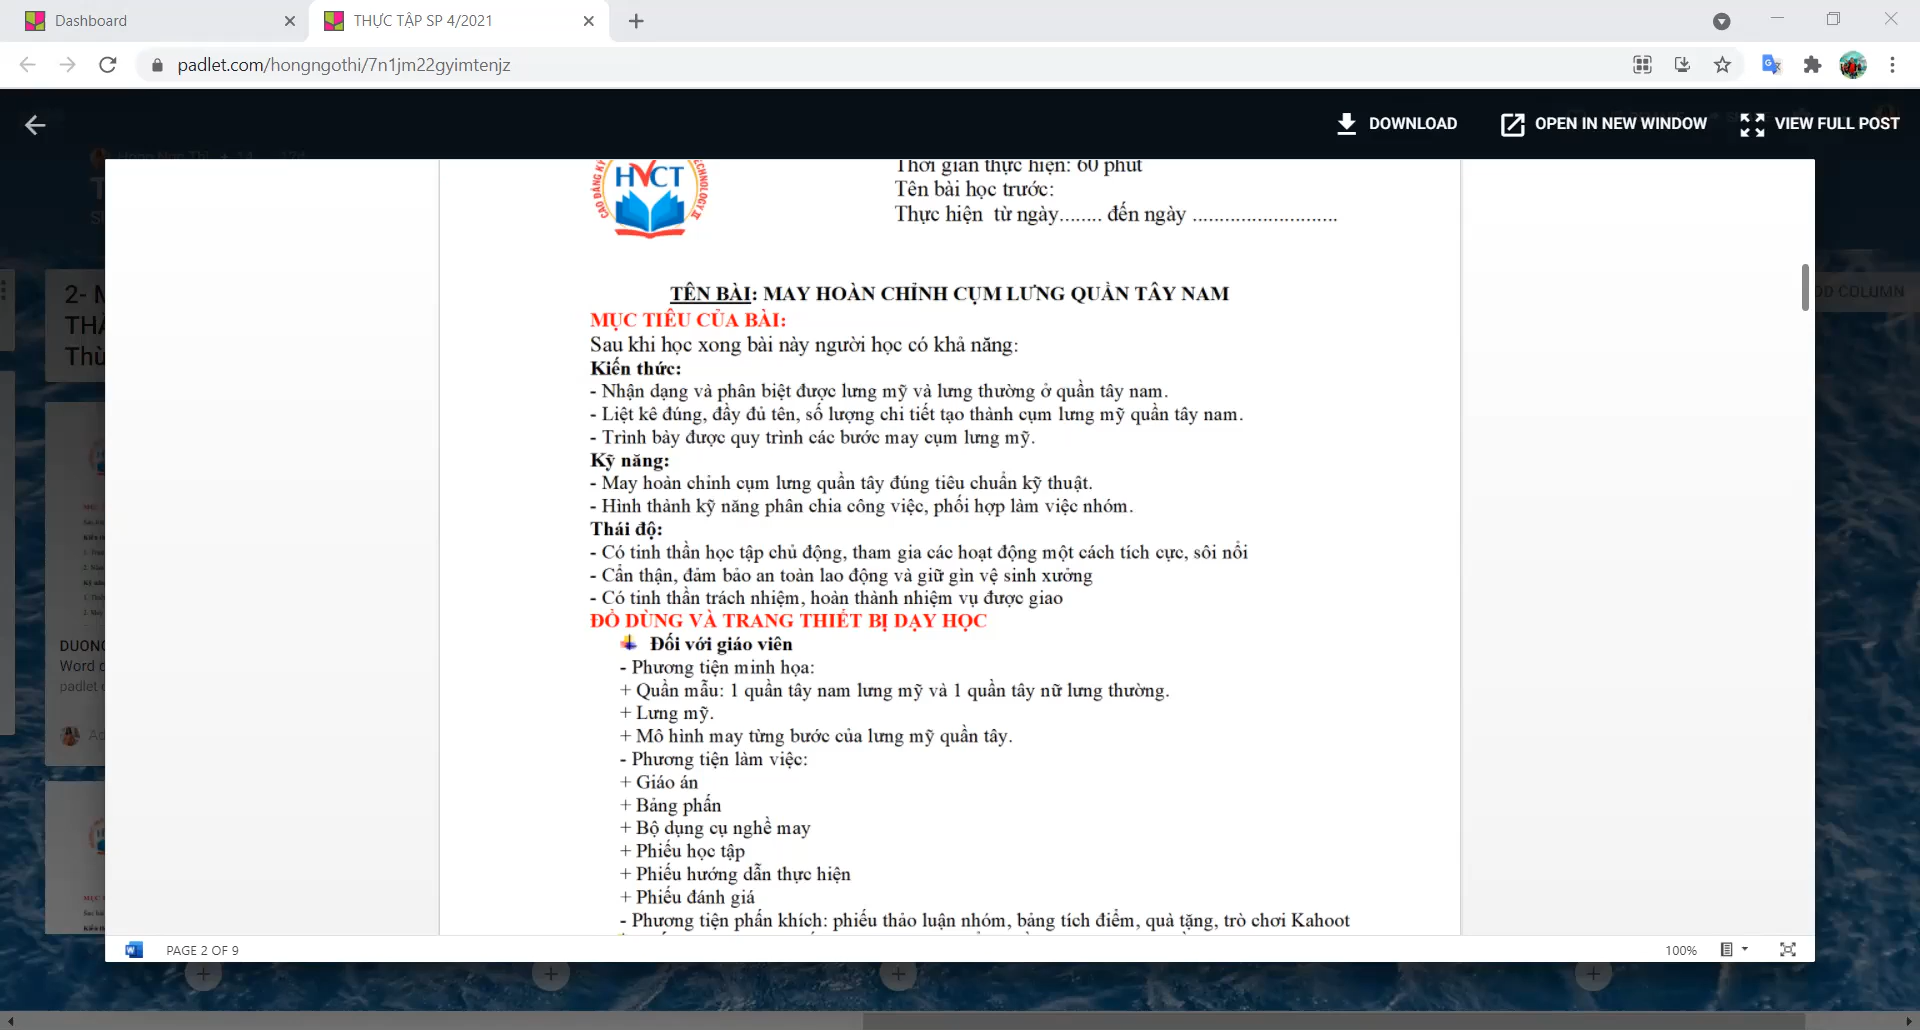 Dashboard
THỰC TẬP SP 4/2021
padlet.com/hongngothi/7n1jm22gyimtenjz
DOWNLOAD
OPEN IN NEW WINDOW
VIEW FULL POST
HVCT
CAO ĐẲNG
Thời gian thực hiện: 60 phút
Tên bài học trước:
Thực hiện từ ngày........ đến ngày ...........................
TÊN BÀI: MAY HOÀN CHỈNH CỤM LƯNG QUẦN TÂY NAM
MỤC TIÊU CỦA BÀI:
Sau khi học xong bài này người học có khả năng:
Kiến thức:
- Nhận dạng và phân biệt được lưng mỹ và lưng thường ở quần tây nam.
- Liệt kê đúng, đầy đủ tên, số lượng chi tiết tạo thành cụm lưng mỹ quần tây nam.
- Trình bày được quy trình các bước may cụm lưng mỹ.
Kỹ năng:
- May hoàn chỉnh cụm lưng quần tây đúng tiêu chuẩn kỹ thuật.
- Hình thành kỹ năng phân chia công việc, phối hợp làm việc nhóm.
Thái độ:
- Có tinh thần học tập chủ động, tham gia các hoạt động một cách tích cực, sôi nổi
- Cẩn thận, đảm bảo an toàn lao động và giữ gìn vệ sinh xưởng
- Có tinh thần trách nhiệm, hoàn thành nhiệm vụ được giao
ĐỒ DÙNG VÀ TRANG THIẾT BỊ DẠY HỌC
Đối với giáo viên
- Phương tiện minh họa:
+ Quần mẫu: 1 quần tây nam lưng mỹ và 1 quần tây nữ lưng thường.
+ Lưng mỹ.
+ Mô hình may từng bước của lưng mỹ quần tây.
- Phương tiện làm việc:
+ Giáo án
+ Bảng phấn
+ Bộ dụng cụ nghề may
+ Phiếu học tập
+ Phiếu hướng dẫn thực hiện
+ Phiếu đánh giá
- Phương tiện phấn khích: phiếu thảo luận nhóm, bảng tích điểm, quà tặng, trò chơi Kahoot
PAGE 2 OF 9
100%
2-
Thù
DUONG
Word
padlet
COLUMN